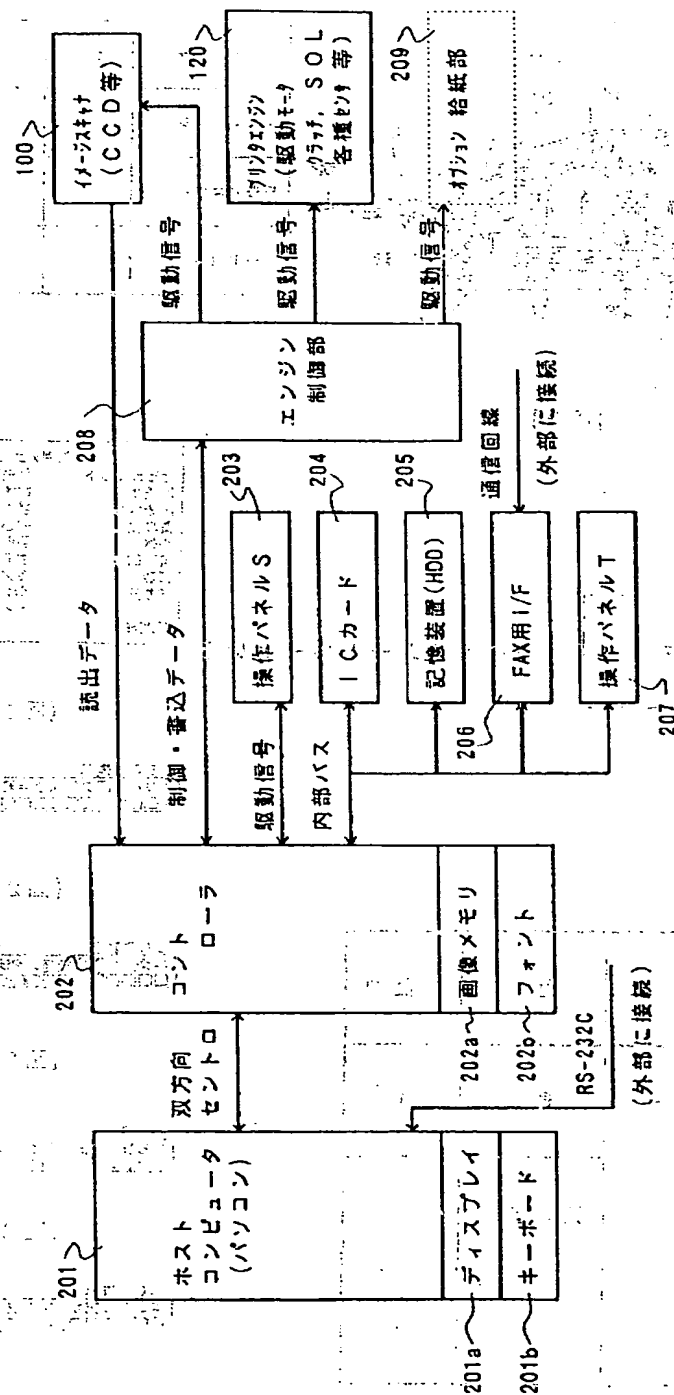 201
ホスト
コンピュータ
(パソコン)
201a
ディスプレイ
201b
キーボード
双方向
セントロ
RS-232C
(外部に接続)
202
コントローラ
202a
画像メモリ
202b
フォント
読出データ
制御・書込データ
駆動信号
内部バス
操作パネルS
203
ICカード
204
記憶装置(HDD)
205
FAX用I/F
206
操作パネルT
207
通信回線
(外部に接続)
208
エンジン
制御部
駆動信号
駆動信号
駆動信号
100
イメージスキャナ
(CCD等)
120
プリンタエンジン
(駆動モータ
クラッチ,SOL
各種センサ等)
209
オプション給紙部